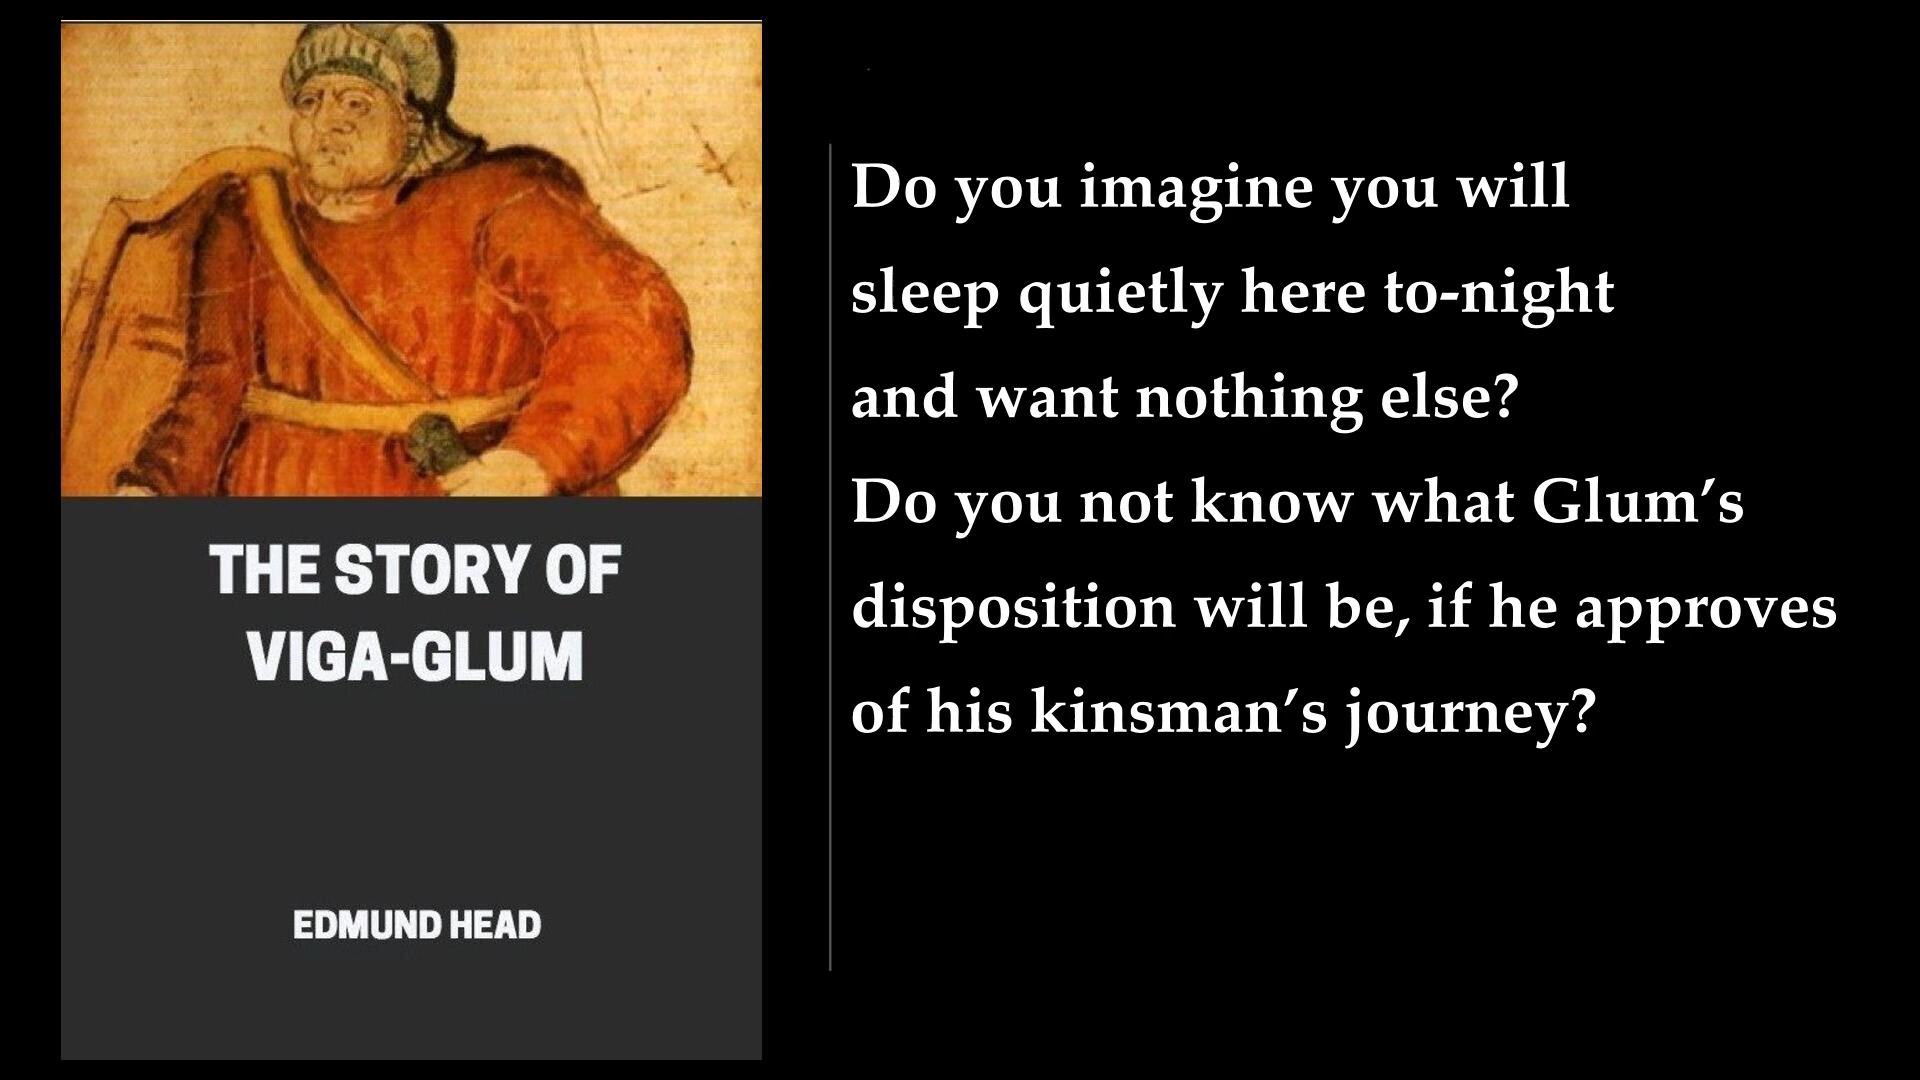 THE STORY OF
VIGA-GLUM
EDMUND HEAD
Do you imagine you will
sleep quietly here to-night
and want nothing else?
Do you not know what Glum’s
disposition will be, if he approves
of his kinsman’s journey?